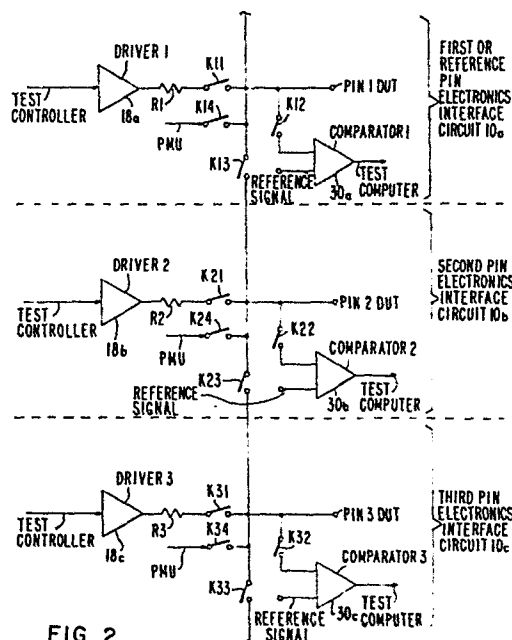 DRIVER 1
K11
TEST
CONTROLLER
18a
R1
K14
PMU
K13
PIN 1 DUT
K12
COMPARATOR 1
REFERENCE
SIGNAL
30a
TEST
COMPUTER
FIRST OR
REFERENCE
PIN
ELECTRONICS
INTERFACE
CIRCUIT 10a
DRIVER 2
K21
TEST
CONTROLLER
18b
R2
K24
PMU
K23
PIN 2 DUT
K22
COMPARATOR 2
REFERENCE
SIGNAL
30b
TEST
COMPUTER
SECOND PIN
ELECTRONICS
INTERFACE
CIRCUIT 10b
DRIVER 3
K31
TEST
CONTROLLER
18c
R3
K34
PMU
K33
PIN 3 DUT
K32
COMPARATOR 3
REFERENCE
SIGNAL
30c
TEST
COMPUTER
THIRD PIN
ELECTRONICS
INTERFACE
CIRCUIT 10c
FIG 2